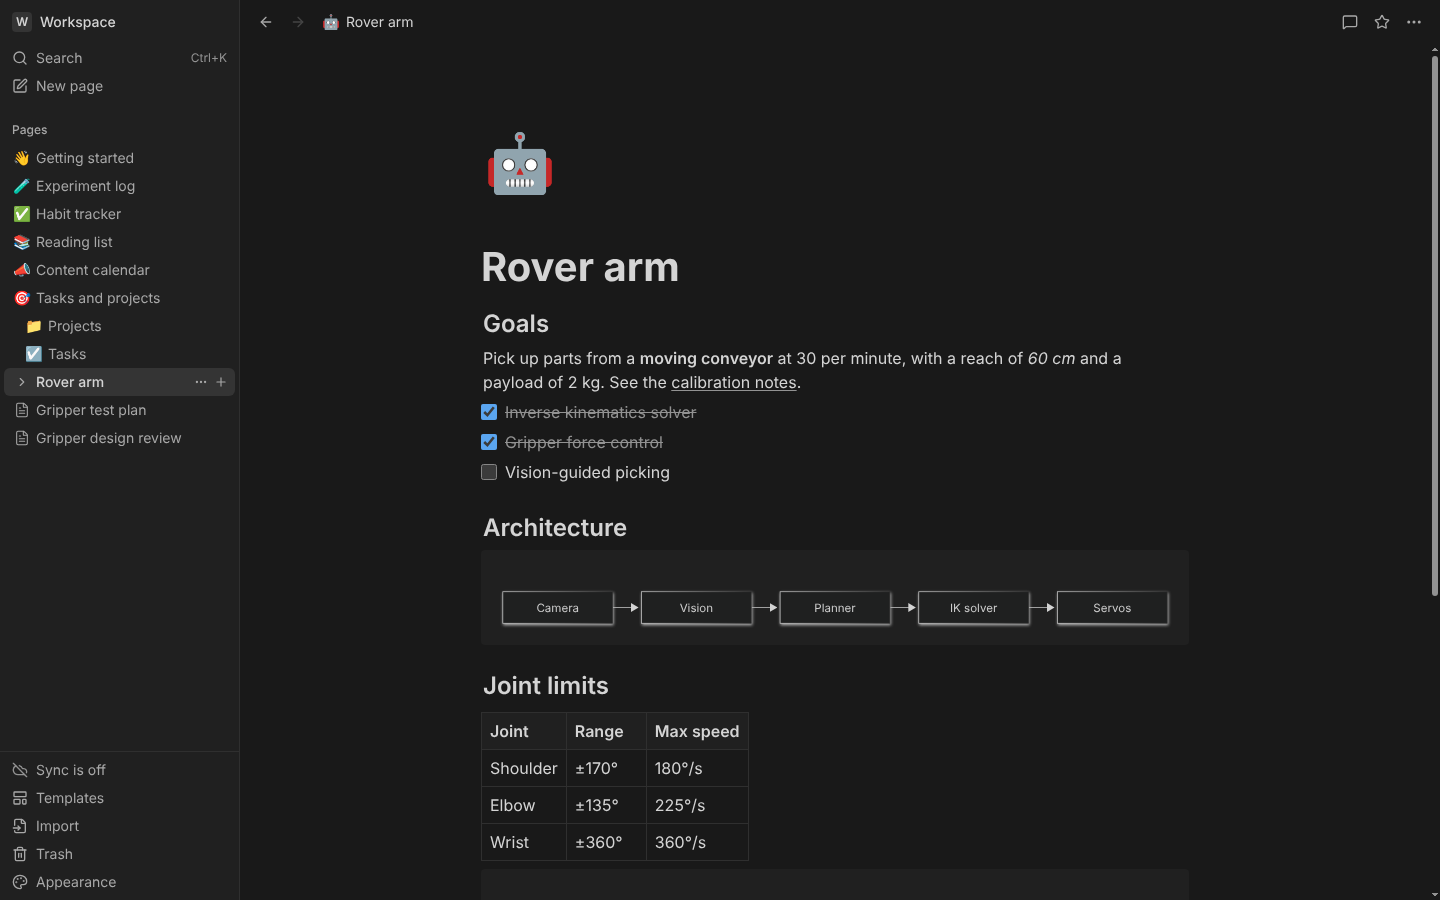 W Workspace
Search Ctrl+K
New page
Pages
Getting started
Experiment log
Habit tracker
Reading list
Content calendar
Tasks and projects
Projects
Tasks
Rover arm
Gripper test plan
Gripper design review
Sync is off
Templates
Import
Trash
Appearance
Rover arm
Rover arm
Goals
Pick up parts from a moving conveyor at 30 per minute, with a reach of 60 cm and a
payload of 2 kg. See the calibration notes.
Inverse kinematics solver
Gripper force control
Vision-guided picking
Architecture
Camera Vision Planner IK solver Servos
Joint limits
Joint Range Max speed
Shoulder ±170° 180°/s
Elbow ±135° 225°/s
Wrist ±360° 360°/s